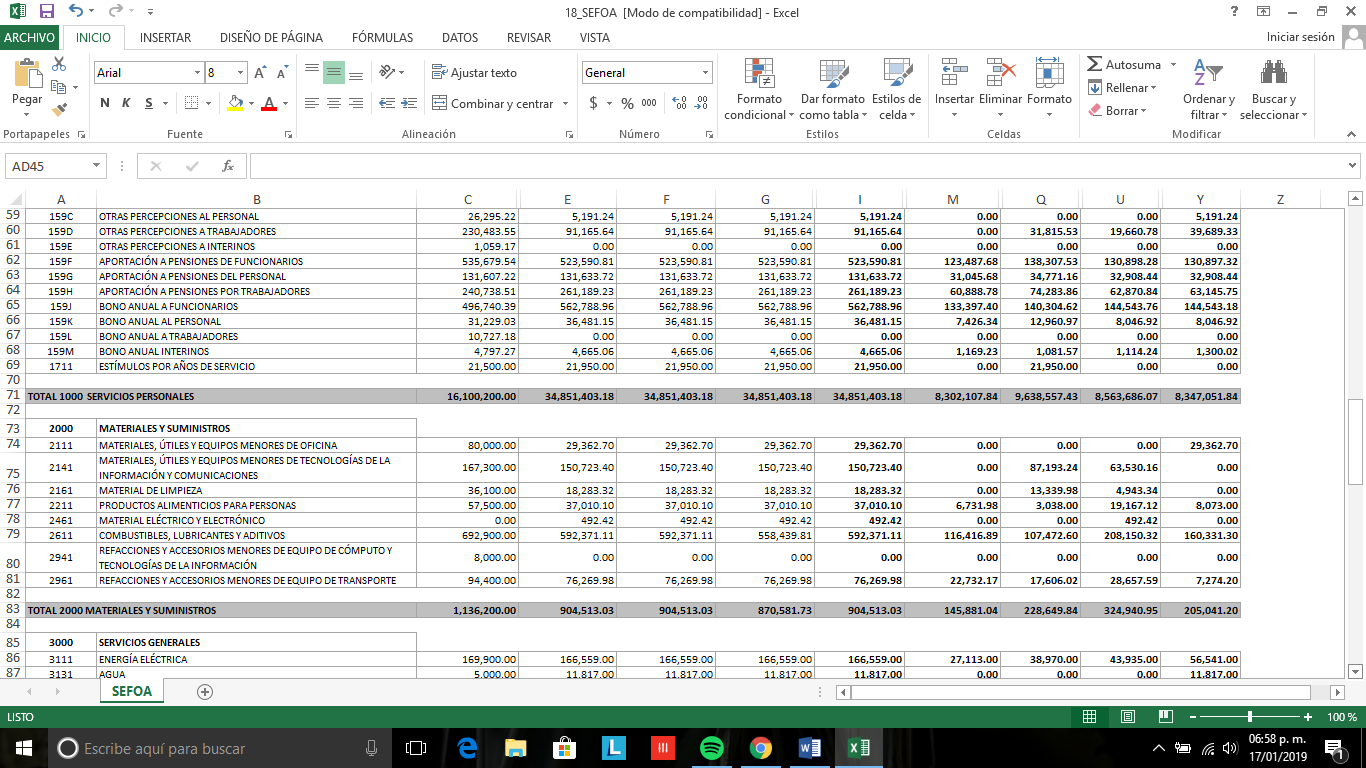 18_SEFOA [Modo de compatibilidad] - Excel
ARCHIVO INICIO INSERTAR DISEÑO DE PÁGINA FÓRMULAS DATOS REVISAR VISTA Iniciar sesión
Arial 8 Ajustar texto General Autosuma
Pegar N K S Combinar y centrar $ % 000 Formato condicional Dar formato como tabla Estilos de celda Insertar Eliminar Formato Rellenar Borrar Ordenar y filtrar Buscar y seleccionar
Portapapeles Fuente Alineación Número Estilos Celdas Modificar
AD45 fx
A B C E F G I M Q U Y Z
59 159C OTRAS PERCEPCIONES AL PERSONAL 26,295.22 5,191.24 5,191.24 5,191.24 5,191.24 0.00 0.00 0.00 5,191.24
60 159D OTRAS PERCEPCIONES A TRABAJADORES 230,483.55 91,165.64 91,165.64 91,165.64 91,165.64 0.00 31,815.53 19,660.78 39,689.33
61 159E OTRAS PERCEPCIONES A INTERINOS 1,059.17 0.00 0.00 0.00 0.00 0.00 0.00 0.00 0.00
62 159F APORTACIÓN A PENSIONES DE FUNCIONARIOS 535,679.54 523,590.81 523,590.81 523,590.81 523,590.81 123,487.68 138,307.53 130,898.28 130,897.32
63 159G APORTACIÓN A PENSIONES DEL PERSONAL 131,607.22 131,633.72 131,633.72 131,633.72 131,633.72 31,045.68 34,771.16 32,908.44 32,908.44
64 159H APORTACIÓN A PENSIONES POR TRABAJADORES 240,738.51 261,189.23 261,189.23 261,189.23 261,189.23 60,888.78 74,283.86 62,870.84 63,145.75
65 159J BONO ANUAL A FUNCIONARIOS 496,740.39 562,788.96 562,788.96 562,788.96 562,788.96 133,397.40 140,304.62 144,543.76 144,543.18
66 159K BONO ANUAL AL PERSONAL 31,229.03 36,481.15 36,481.15 36,481.15 36,481.15 7,426.34 12,960.97 8,046.92 8,046.92
67 159L BONO ANUAL A TRABAJADORES 10,727.18 0.00 0.00 0.00 0.00 0.00 0.00 0.00 0.00
68 159M BONO ANUAL INTERINOS 4,797.27 4,665.06 4,665.06 4,665.06 4,665.06 1,169.23 1,081.57 1,114.24 1,300.02
69 1711 ESTÍMULOS POR AÑOS DE SERVICIO 21,500.00 21,950.00 21,950.00 21,950.00 21,950.00 0.00 21,950.00 0.00 0.00
70
71 TOTAL 1000 SERVICIOS PERSONALES 16,100,200.00 34,851,403.18 34,851,403.18 34,851,403.18 34,851,403.18 8,302,107.84 9,638,557.43 8,563,686.07 8,347,051.84
72
73 2000 MATERIALES Y SUMINISTROS
74 2111 MATERIALES, ÚTILES Y EQUIPOS MENORES DE OFICINA 80,000.00 29,362.70 29,362.70 29,362.70 29,362.70 0.00 0.00 0.00 29,362.70
75 2141 MATERIALES, ÚTILES Y EQUIPOS MENORES DE TECNOLOGÍAS DE LA INFORMACIÓN Y COMUNICACIONES 167,300.00 150,723.40 150,723.40 150,723.40 150,723.40 0.00 87,193.24 63,530.16 0.00
76 2161 MATERIAL DE LIMPIEZA 36,100.00 18,283.32 18,283.32 18,283.32 18,283.32 0.00 13,339.98 4,943.34 0.00
77 2211 PRODUCTOS ALIMENTICIOS PARA PERSONAS 57,500.00 37,010.10 37,010.10 37,010.10 37,010.10 6,731.98 3,038.00 19,167.12 8,073.00
78 2461 MATERIAL ELÉCTRICO Y ELECTRÓNICO 0.00 492.42 492.42 492.42 492.42 0.00 0.00 492.42 0.00
79 2611 COMBUSTIBLES, LUBRICANTES Y ADITIVOS 692,900.00 592,371.11 592,371.11 558,439.81 592,371.11 116,416.89 107,472.60 208,150.32 160,331.30
80 2941 REFACCIONES Y ACCESORIOS MENORES DE EQUIPO DE CÓMPUTO Y TECNOLOGÍAS DE LA INFORMACIÓN 8,000.00 0.00 0.00 0.00 0.00 0.00 0.00 0.00 0.00
81 2961 REFACCIONES Y ACCESORIOS MENORES DE EQUIPO DE TRANSPORTE 94,400.00 76,269.98 76,269.98 76,269.98 76,269.98 22,732.17 17,606.02 28,657.59 7,274.20
82
83 TOTAL 2000 MATERIALES Y SUMINISTROS 1,136,200.00 904,513.03 904,513.03 870,581.73 904,513.03 145,881.04 228,649.84 324,940.95 205,041.20
84
85 3000 SERVICIOS GENERALES
86 3111 ENERGÍA ELÉCTRICA 169,900.00 166,559.00 166,559.00 166,559.00 166,559.00 27,113.00 38,970.00 43,935.00 56,541.00
87 3131 AGUA 5,000.00 11,817.00 11,817.00 11,817.00 11,817.00 0.00 0.00 0.00 11,817.00
SEFOA
LISTO 100 %
Escribe aquí para buscar 06:58 p. m.
17/01/2019 1